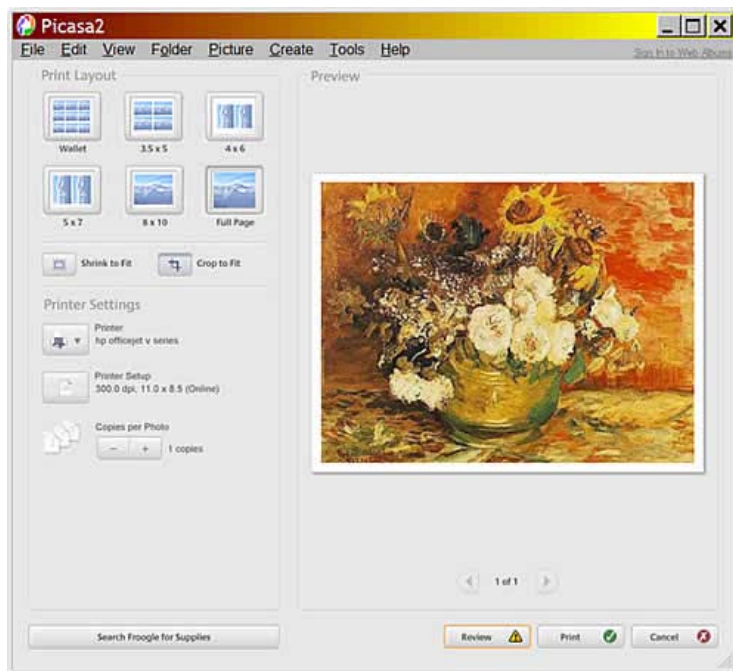 Picasa2
File Edit View Folder Picture Create Tools Help
Sign In to Web Albums
Print Layout
Wallet 3.5 x 5 4 x 6
5 x 7 8 x 10 Full Page
Shrink to Fit Crop to Fit
Printer Settings
Printer
hp officejet v series
Printer Setup
300.0 dpi, 11.0 x 8.5 (Online)
Copies per Photo
− + 1 copies
Search Froogle for Supplies
Preview
1 of 1
Review Print Cancel